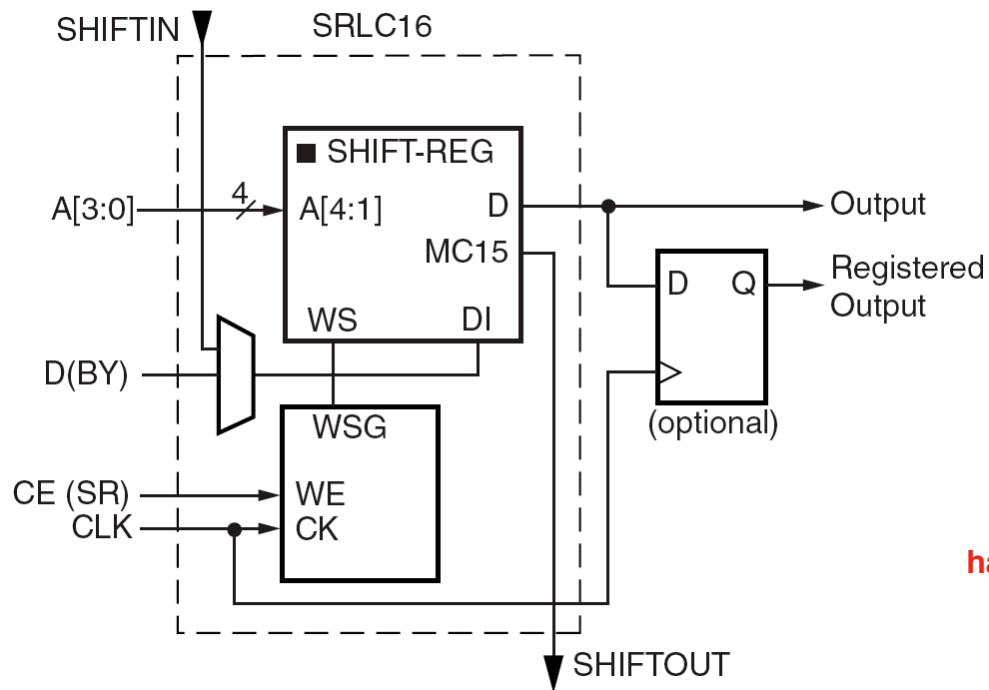 SHIFTIN
SRLC16
■ SHIFT-REG
A[3:0]
4
A[4:1]
D
Output
MC15
Registered
Output
D
Q
WS
DI
D(BY)
(optional)
WSG
CE (SR)
WE
CLK
CK
SHIFTOUT